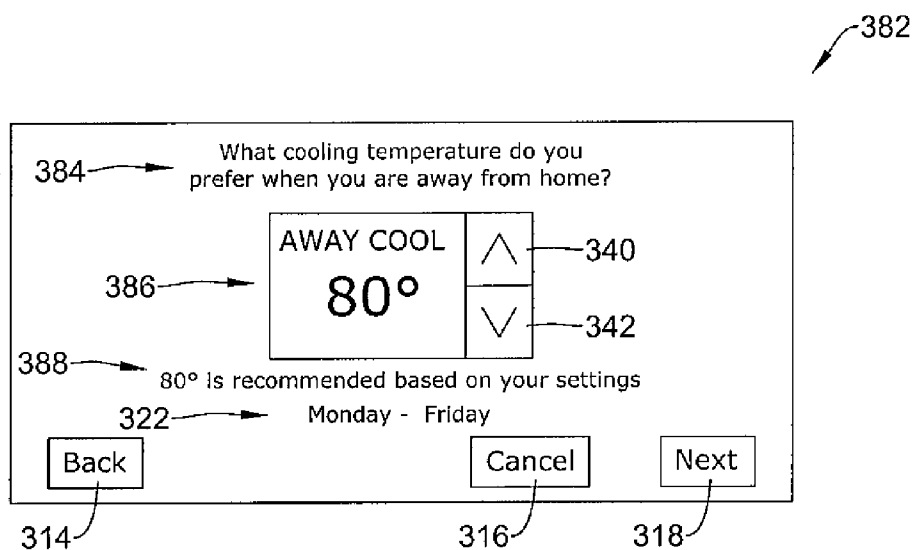 382
384
What cooling temperature do you
prefer when you are away from home?
AWAY COOL
80°
340
386
342
388
80° is recommended based on your settings
322
Monday - Friday
Back
Cancel
Next
314
316
318